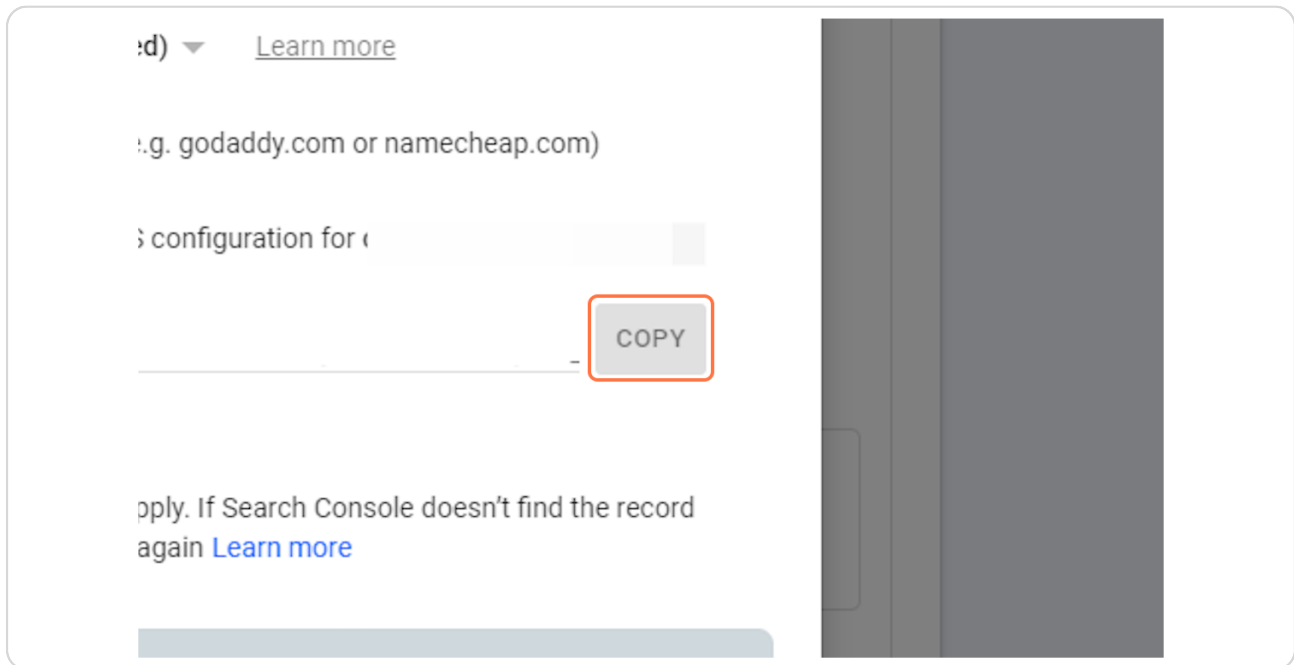 ed) Learn more
e.g. godaddy.com or namecheap.com)
S configuration for
COPY
pply. If Search Console doesn't find the record
again Learn more